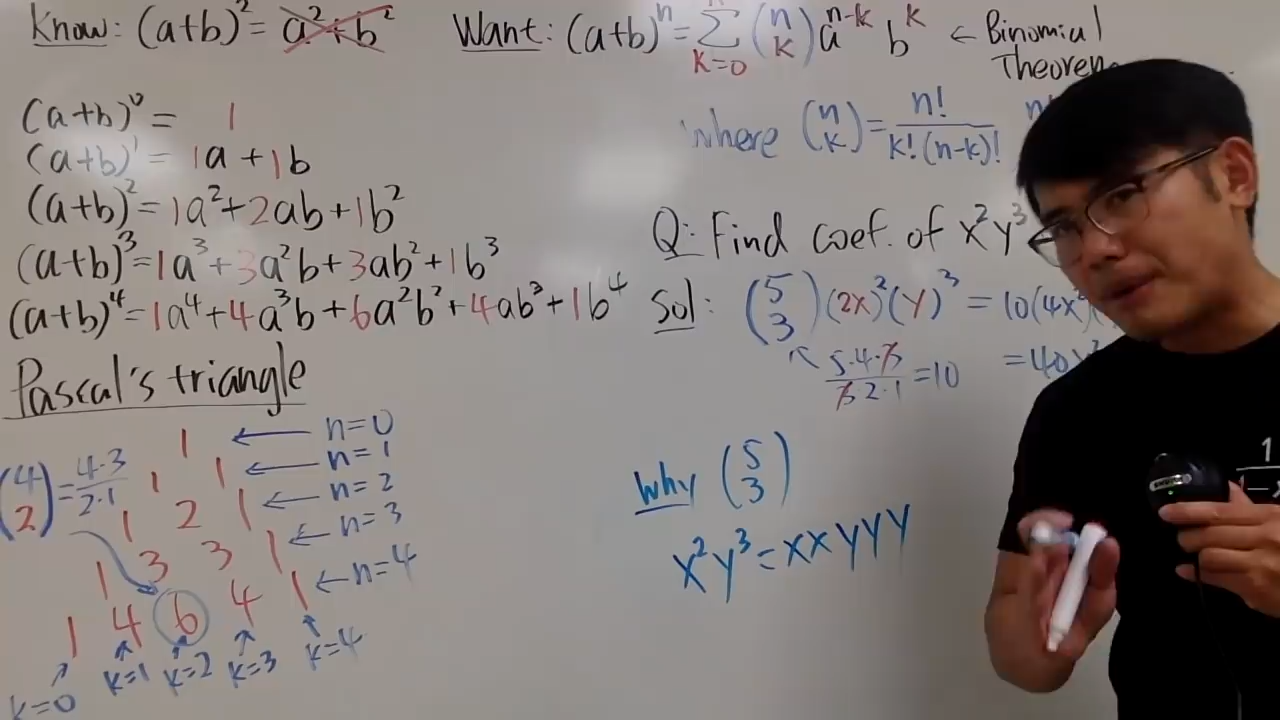 Know: (a+b)² = a²+b²
Want: (a+b)ⁿ = ∑ k=0 (n k) aⁿ⁻ᵏ bᵏ ← Binomial Theorem
where (n k) = n!/k!(n-k)!
(a+b)⁰ = 1
(a+b)¹ = 1a + 1b
(a+b)² = 1a² + 2ab + 1b²
(a+b)³ = 1a³ + 3a²b + 3ab² + 1b³
(a+b)⁴ = 1a⁴ + 4a³b + 6a²b² + 4ab³ + 1b⁴
Pascal's triangle
1 ← n=0
1 1 ← n=1
(4 2) = 4·3/2·1
1 2 1 ← n=2
1 3 3 1 ← n=3
1 4 6 4 1 ← n=4
k=0 k=1 k=2 k=3 k=4
Q: Find coef. of x²y³
Sol: (5 3)(2x)²(y)³ = 10(4x²
5·4·3/3·2·1 = 10
= 40
Why (5 3)
x²y³ = xxyyy
SHURE